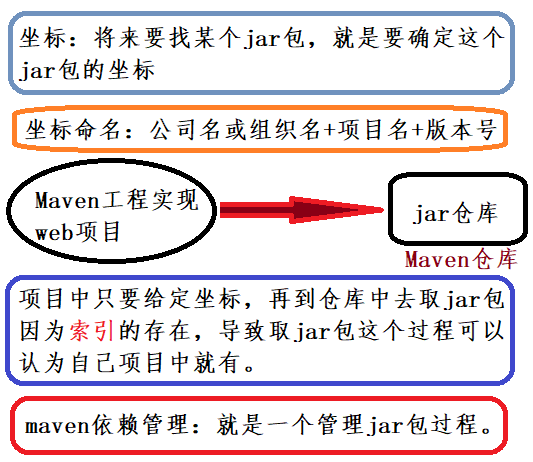 坐标：将来要找某个jar包，就是要确定这个
jar包的坐标
坐标命名：公司名或组织名+项目名+版本号
Maven工程实现
web项目
jar仓库
Maven仓库
项目中只要给定坐标，再到仓库中去取jar包
因为索引的存在，导致取jar包这个过程可以
认为自己项目中就有。
maven依赖管理：就是一个管理jar包过程。